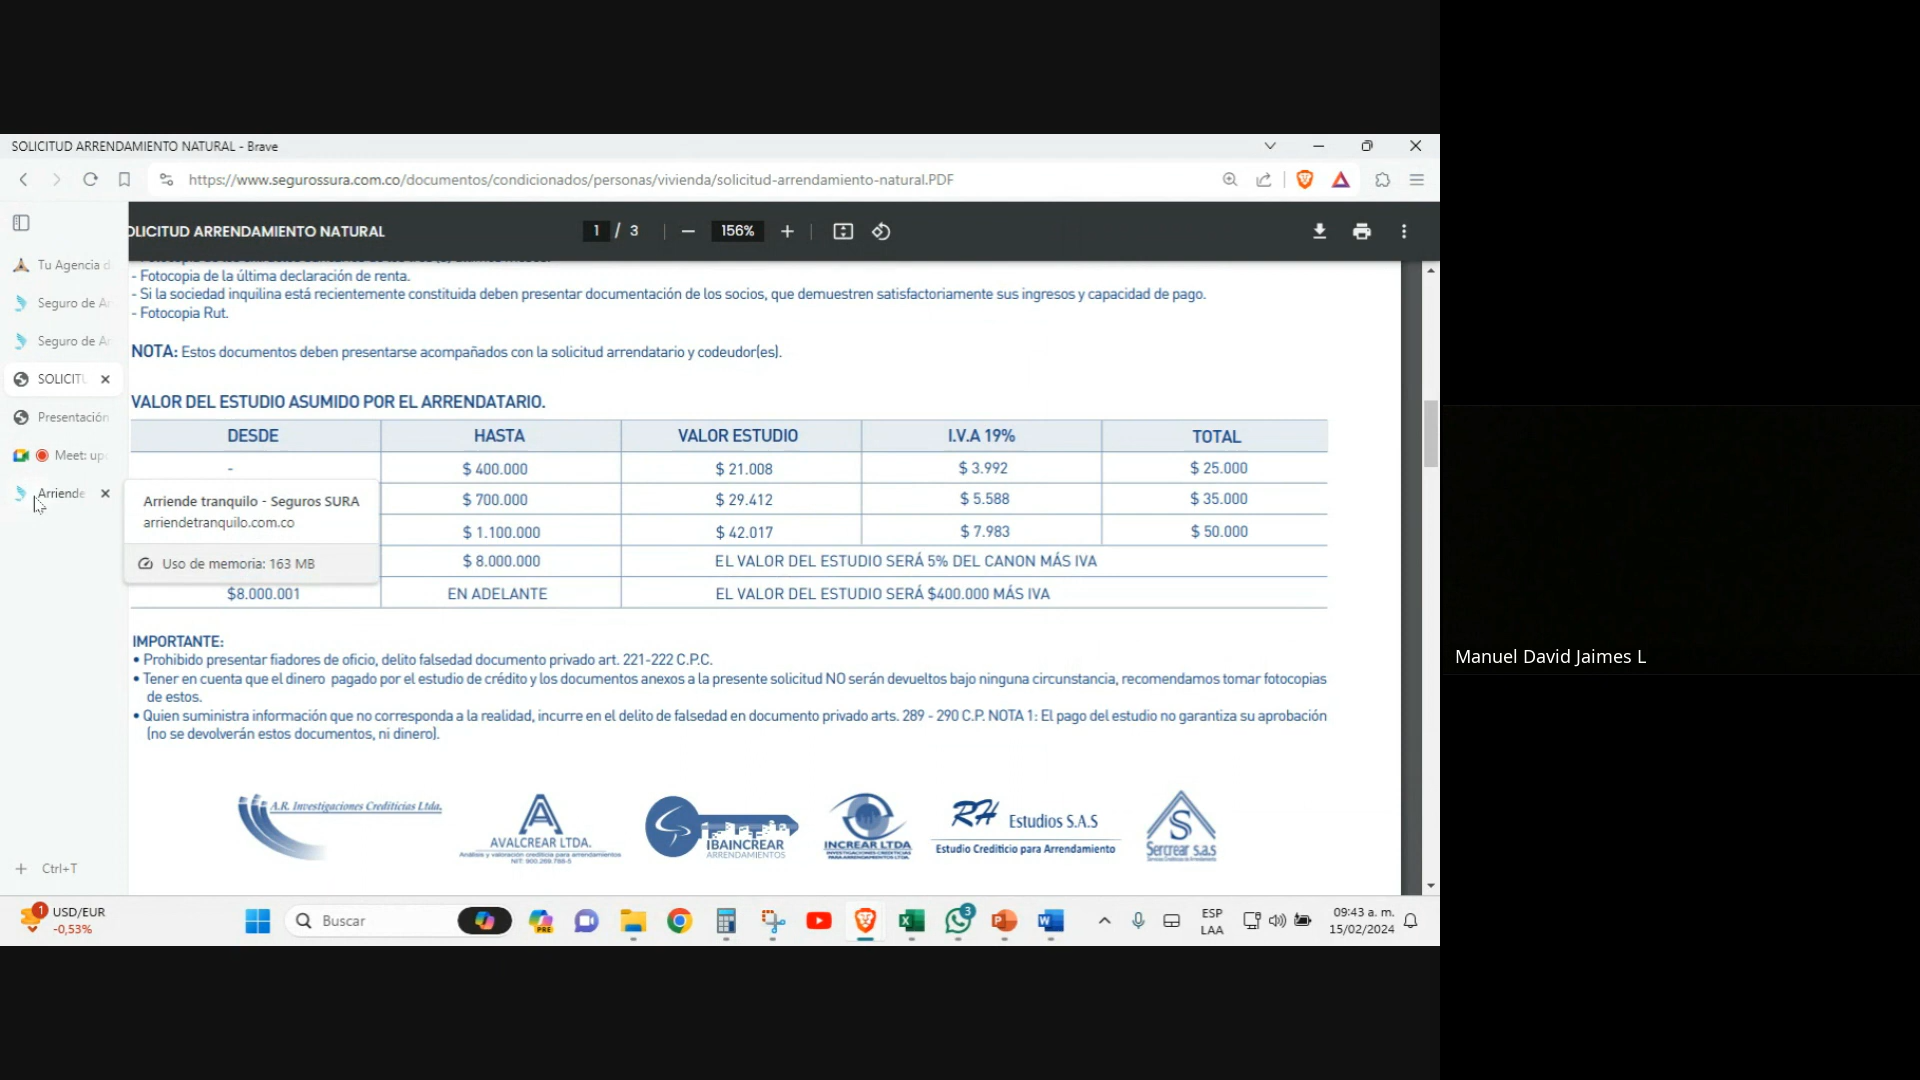 SOLICITUD ARRENDAMIENTO NATURAL - Brave
https://www.segurossura.com.co/documentos/condicionados/personas/vivienda/solicitud-arrendamiento-natural.PDF
OLICITUD ARRENDAMIENTO NATURAL
1 / 3
156%
Tu Agencia d
Seguro de Ar
Seguro de Ar
SOLICITU
Presentación
Meet: up
Arriende
Arriende tranquilo - Seguros SURA
arriendetranquilo.com.co
Uso de memoria: 163 MB
Ctrl+T
- Fotocopia de la última declaración de renta.
- Si la sociedad inquilina está recientemente constituida deben presentar documentación de los socios, que demuestren satisfactoriamente sus ingresos y capacidad de pago.
- Fotocopia Rut.
NOTA: Estos documentos deben presentarse acompañados con la solicitud arrendatario y codeudor(es).
VALOR DEL ESTUDIO ASUMIDO POR EL ARRENDATARIO.
DESDE HASTA VALOR ESTUDIO I.V.A 19% TOTAL
- $ 400.000 $ 21.008 $ 3.992 $ 25.000
$ 700.000 $ 29.412 $ 5.588 $ 35.000
$ 1.100.000 $ 42.017 $ 7.983 $ 50.000
$ 8.000.000 EL VALOR DEL ESTUDIO SERÁ 5% DEL CANON MÁS IVA
$8.000.001 EN ADELANTE EL VALOR DEL ESTUDIO SERÁ $400.000 MÁS IVA
IMPORTANTE:
• Prohibido presentar fiadores de oficio, delito falsedad documento privado art. 221-222 C.P.C.
• Tener en cuenta que el dinero pagado por el estudio de crédito y los documentos anexos a la presente solicitud NO serán devueltos bajo ninguna circunstancia, recomendamos tomar fotocopias
de estos.
• Quien suministra información que no corresponda a la realidad, incurre en el delito de falsedad en documento privado arts. 289 - 290 C.P. NOTA 1: El pago del estudio no garantiza su aprobación
(no se devolverán estos documentos, ni dinero).
A.R. Investigaciones Crediticias Ltda.
AVALCREAR LTDA.
Análisis y valoración crediticia para arrendamientos
IBAINCREAR
ARRENDAMIENTOS
INCREAR LTDA
RH Estudios S.A.S
Estudio Crediticio para Arrendamiento
Sercrear s.a.s
Manuel David Jaimes L
1
USD/EUR
-0,53%
Buscar
PRE
3
ESP
LAA
09:43 a. m.
15/02/2024